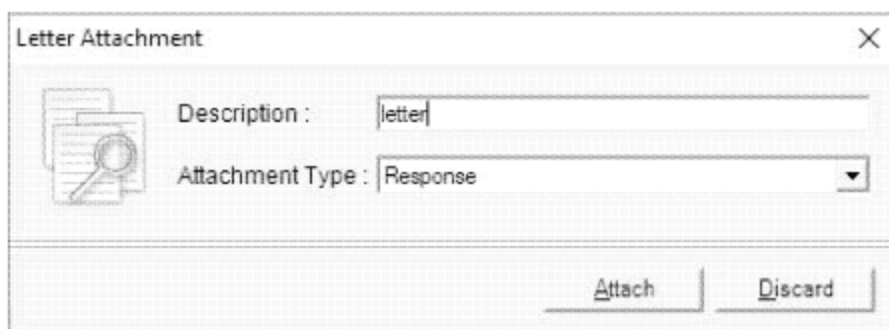 Letter Attachment
Description : letter
Attachment Type : Response
Attach Discard